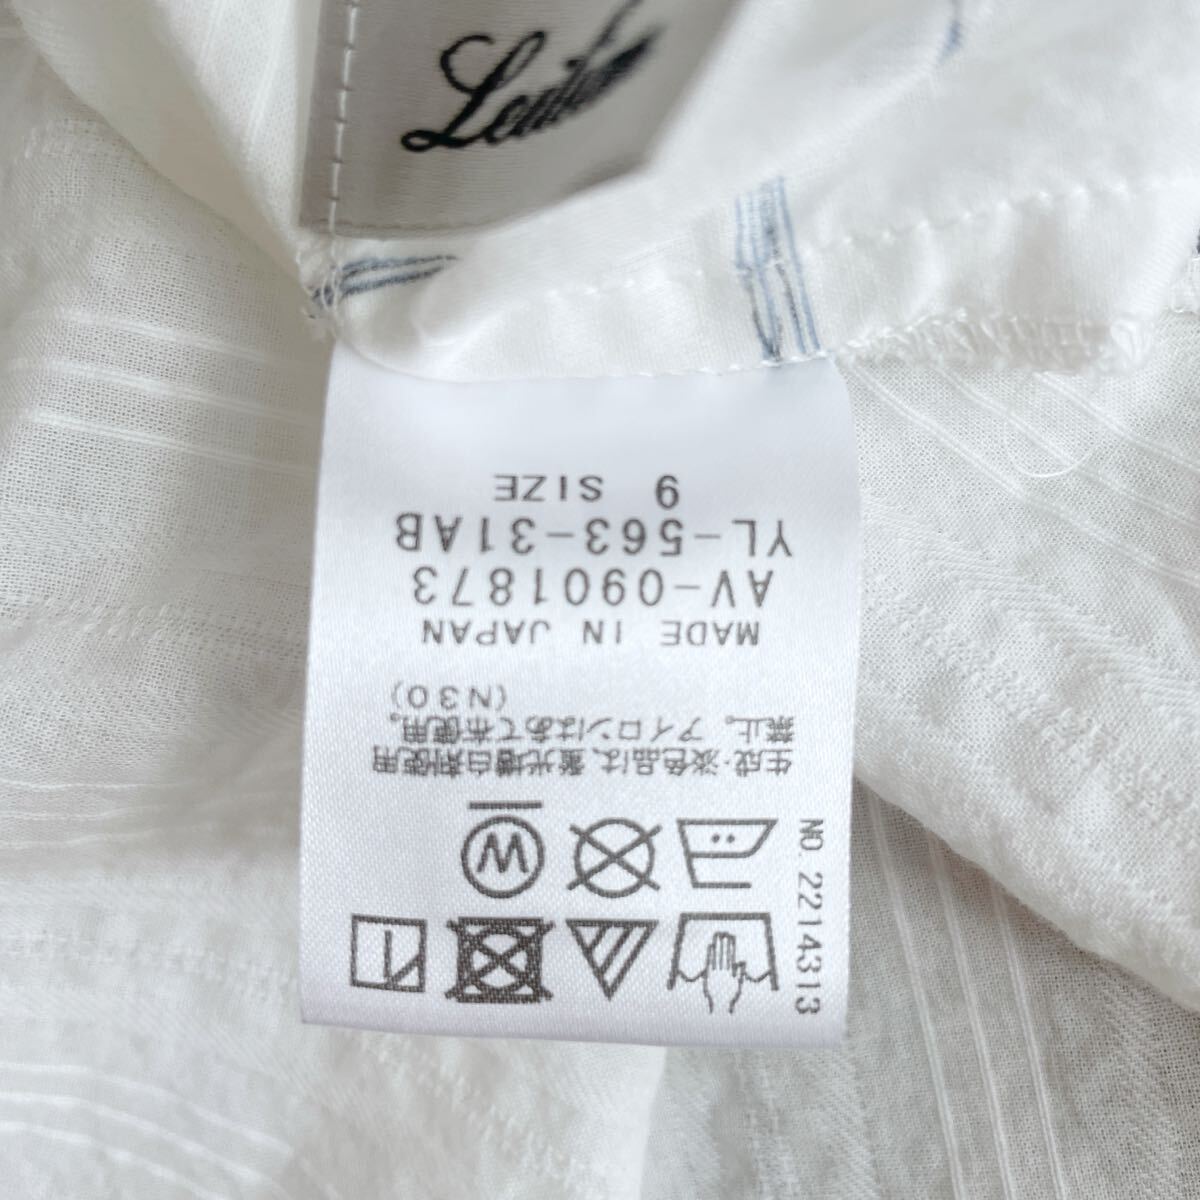 NO. 2214313
生成・淡色品は、蛍光増白剤使用
禁止。アイロンはあて布使用。
(N30)
MADE IN JAPAN
AV-0901873
YL-563-31AB
9 SIZE